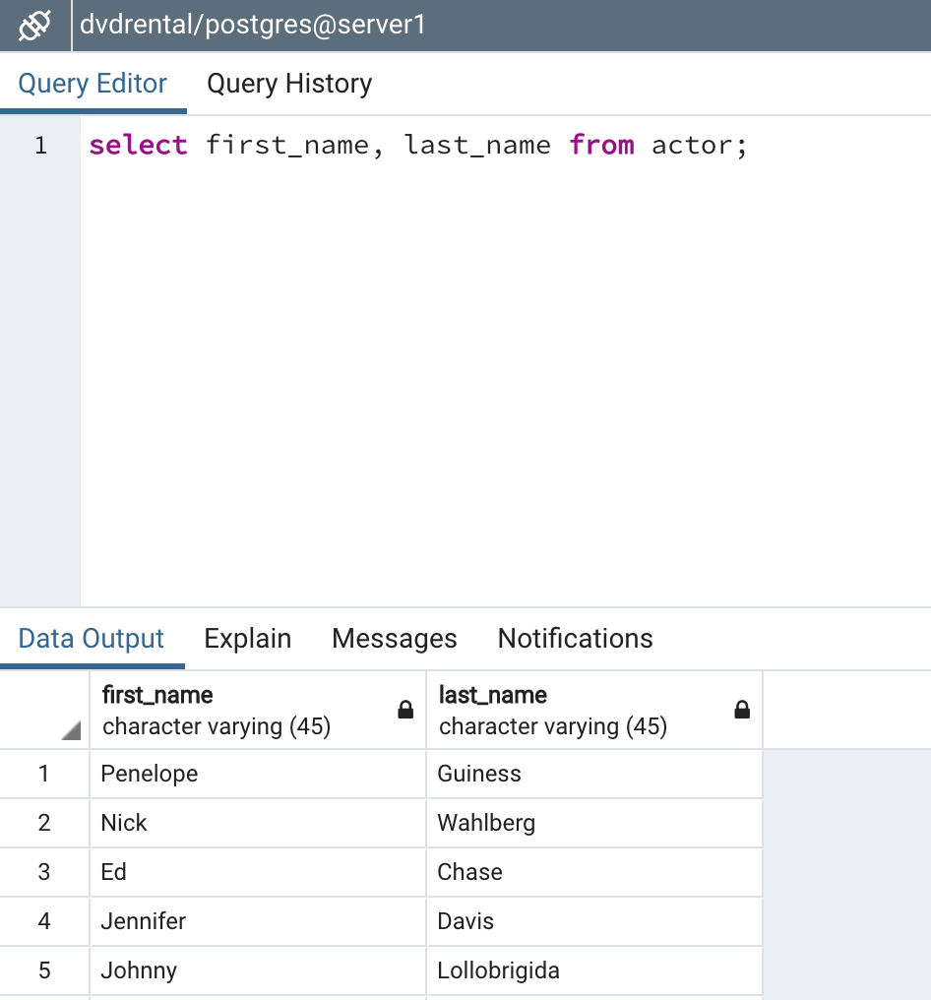 dvdrental/postgres@server1
Query Editor Query History
1 select first_name, last_name from actor;
Data Output Explain Messages Notifications
first_name last_name
character varying (45) character varying (45)
1 Penelope Guiness
2 Nick Wahlberg
3 Ed Chase
4 Jennifer Davis
5 Johnny Lollobrigida